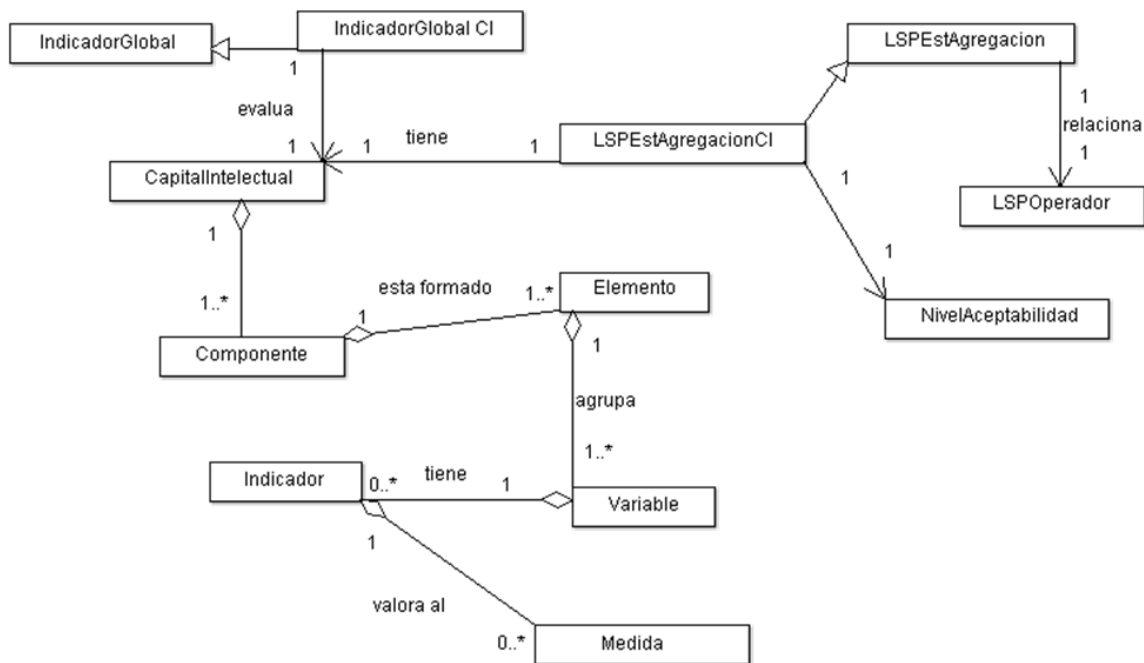 IndicadorGlobal
IndicadorGlobal CI
LSPEstAgregacion
1
1
evalua
relaciona
tiene
LSPEstAgregacionCI
1
1
1
1
1
CapitalIntelectual
LSPOperador
1
1
1
esta formado
1..*
Elemento
1..*
1
NivelAceptabilidad
Componente
1
agrupa
1..*
Indicador
tiene
0..*
1
Variable
1
valora al
0..*
Medida